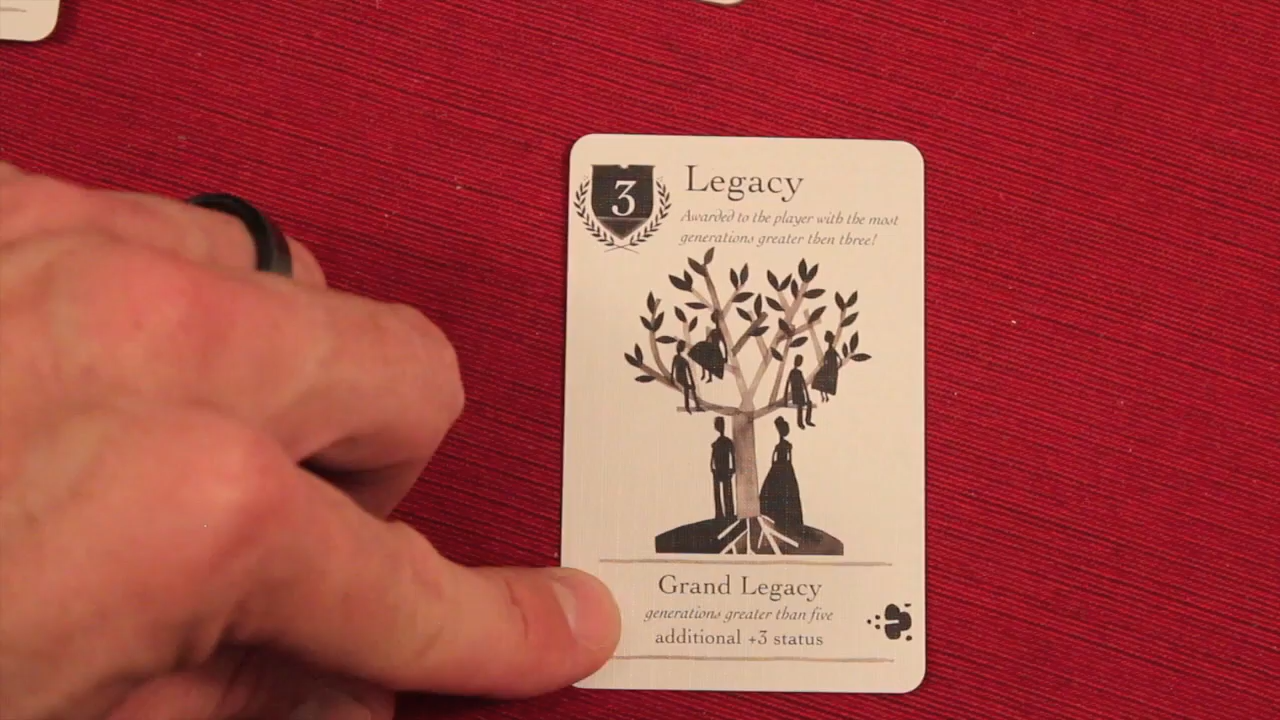 3
Legacy
Awarded to the player with the most
generations greater then three!
Grand Legacy
generations greater than five
additional +3 status